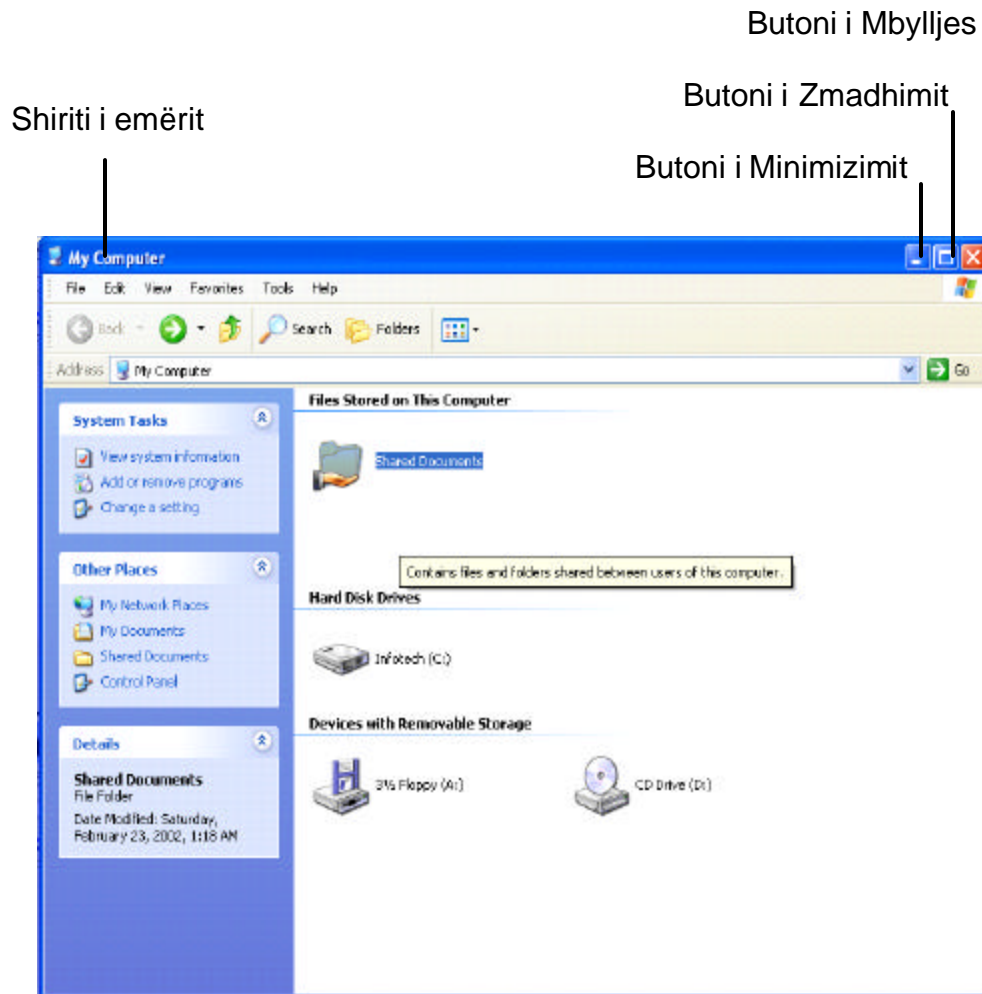 Butoni i Mbylljes
Butoni i Zmadhimit
Shiriti i emërit
Butoni i Minimizimit
My Computer
File Edit View Favorites Tools Help
Back Search Folders
Address My Computer Go
Files Stored on This Computer
System Tasks
Shared Documents
View system information
Add or remove programs
Change a setting
Other Places
Contains files and folders shared between users of this computer.
Hard Disk Drives
My Network Places
My Documents
Shared Documents
Infotech (C:)
Control Panel
Devices with Removable Storage
Details
Shared Documents
File Folder
Date Modified: Saturday,
February 23, 2002, 1:18 AM
3½ Floppy (A:) CD Drive (D:)